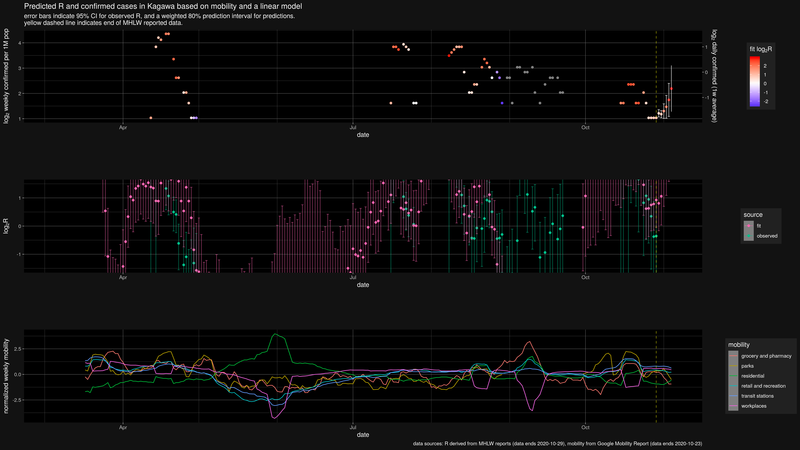 Predicted R and confirmed cases in Kagawa based on mobility and a linear model
error bars indicate 95% CI for observed R, and a weighted 80% prediction interval for predictions.
yellow dashed line indicates end of MHLW reported data.
log₂ weekly confirmed per 1M pop
4
3
2
1
1
0
-1
log₂ daily confirmed (1w average)
Apr
Jul
Oct
date
fit log₂R
2
1
0
-1
-2
log₂R
1
0
-1
Apr
Jul
Oct
date
source
fit
observed
normalised weekly mobility
2.5
0.0
-2.5
Apr
Jul
Oct
date
mobility
grocery and pharmacy
parks
residential
retail and recreation
transit stations
workplaces
data sources: R derived from MHLW reports (data ends 2020-10-29), mobility from Google Mobility Report (data ends 2020-10-23)